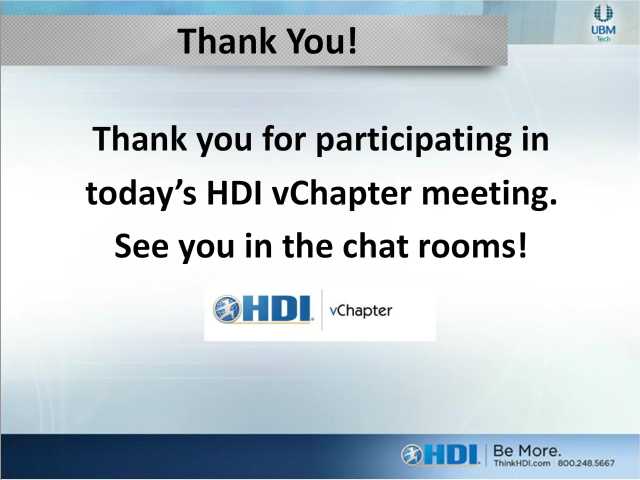 Thank You!
UBM
Tech
Thank you for participating in
today’s HDI vChapter meeting.
See you in the chat rooms!
HDI. vChapter
HDI. Be More.
ThinkHDI.com | 800.248.5667